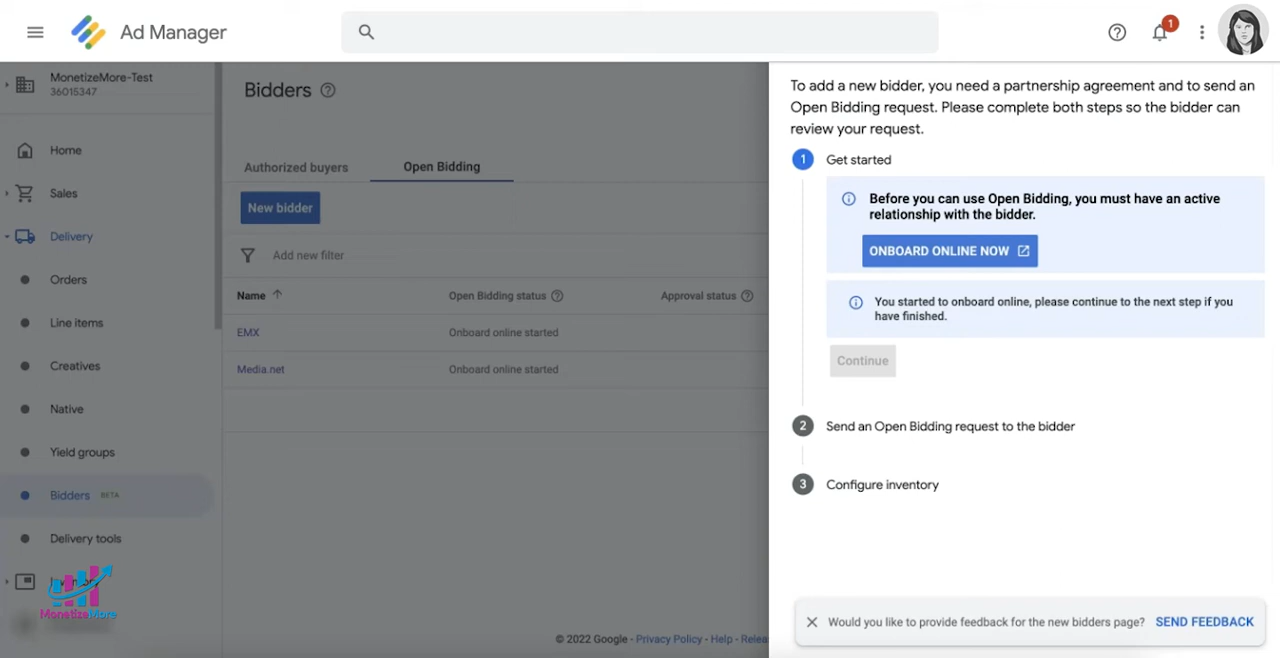 Ad Manager
1
MonetizeMore-Test
36015347
Home
Sales
Delivery
Orders
Line items
Creatives
Native
Yield groups
Bidders BETA
Delivery tools
MonetizeMore
Bidders
Authorized buyers
Open Bidding
New bidder
Add new filter
Name
Open Bidding status
Approval status
EMX
Onboard online started
Media.net
Onboard online started
© 2022 Google - Privacy Policy - Help -
To add a new bidder, you need a partnership agreement and to send an
Open Bidding request. Please complete both steps so the bidder can
review your request.
1 Get started
Before you can use Open Bidding, you must have an active
relationship with the bidder.
ONBOARD ONLINE NOW
You started to onboard online, please continue to the next step if you
have finished.
Continue
2 Send an Open Bidding request to the bidder
3 Configure inventory
Would you like to provide feedback for the new bidders page? SEND FEEDBACK